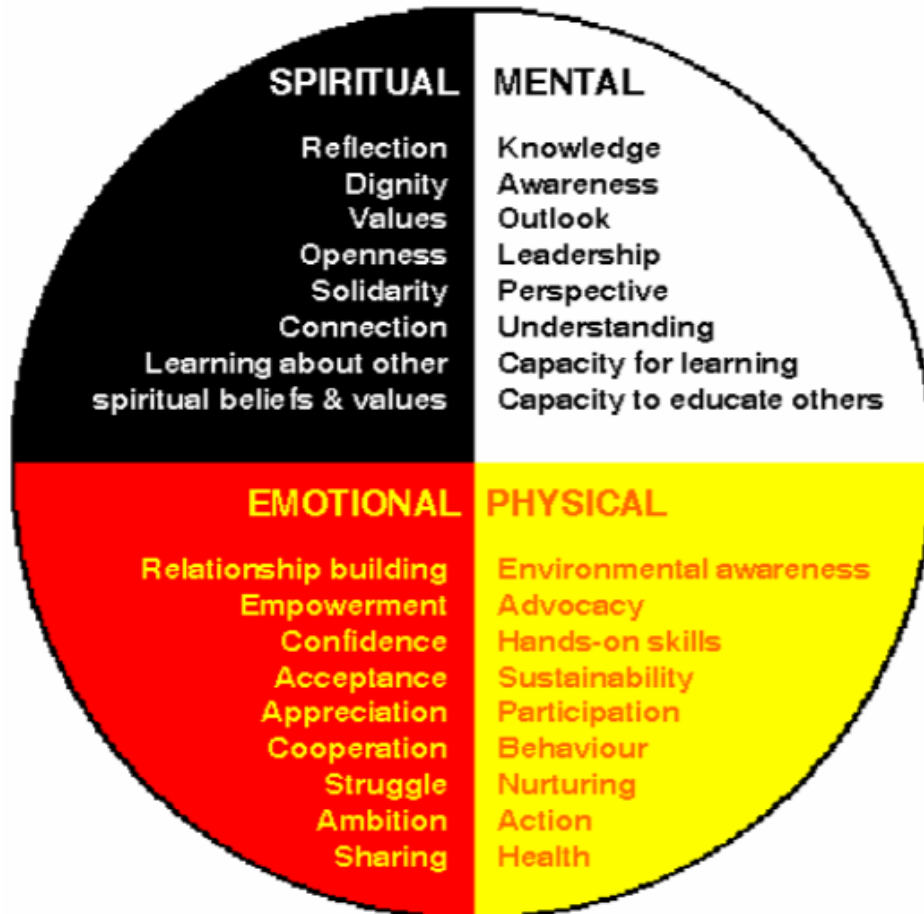 SPIRITUAL
Reflection
Dignity
Values
Openness
Solidarity
Connection
Learning about other
spiritual beliefs & values
MENTAL
Knowledge
Awareness
Outlook
Leadership
Perspective
Understanding
Capacity for learning
Capacity to educate others
EMOTIONAL
Relationship building
Empowerment
Confidence
Acceptance
Appreciation
Cooperation
Struggle
Ambition
Sharing
PHYSICAL
Environmental awareness
Advocacy
Hands-on skills
Sustainability
Participation
Behaviour
Nurturing
Action
Health